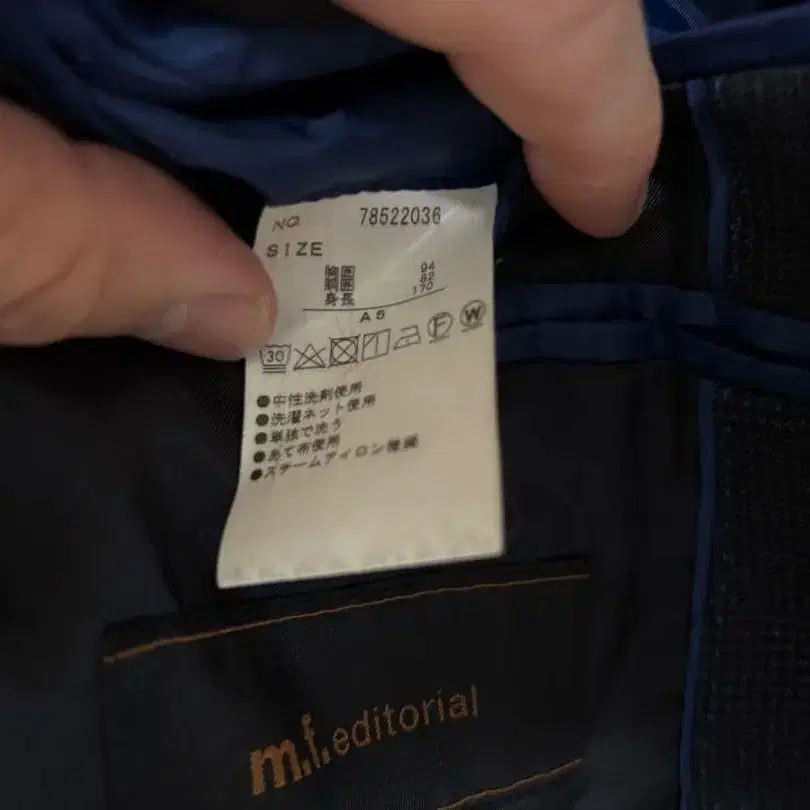 NO. 78522036
SIZE
胸囲 94
胴囲 82
身長 170
A5
30
F
W
●中性洗剤使用
●洗濯ネット使用
●単独で洗う
●あて布使用
●スチームアイロン
m.f.editorial